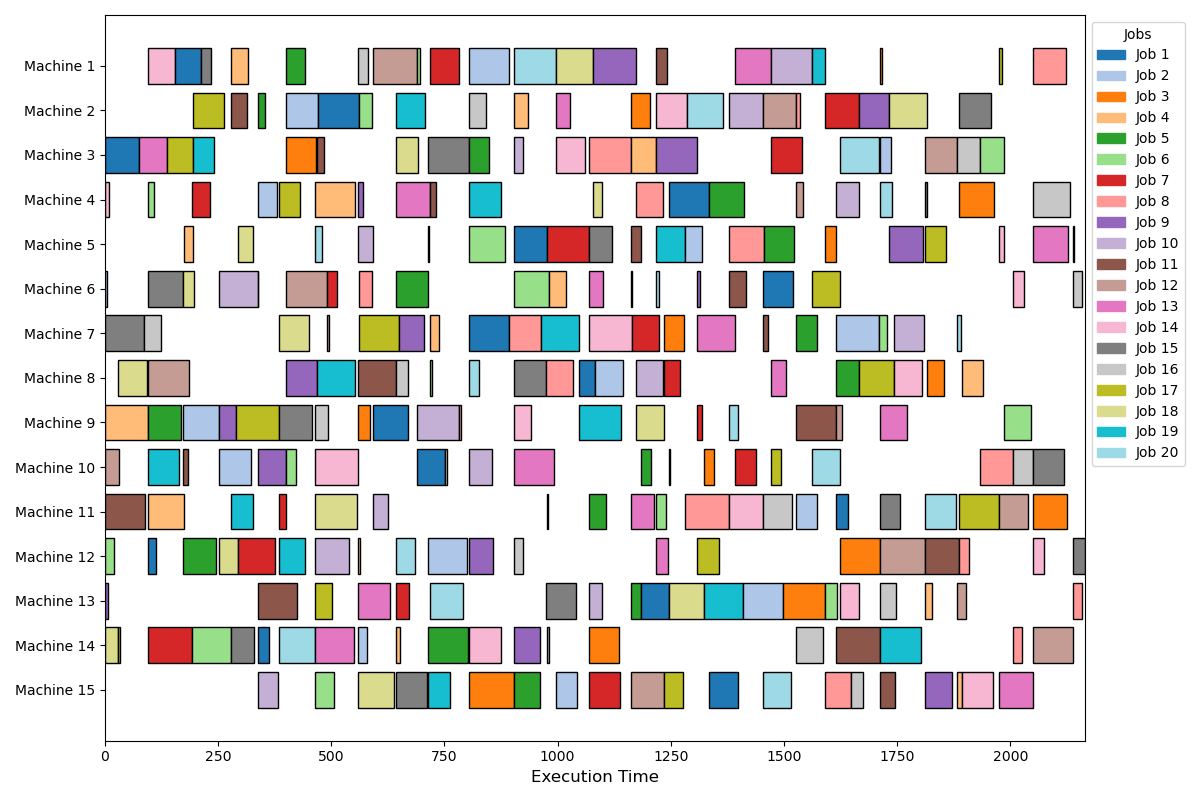 Machine 1
Machine 2
Machine 3
Machine 4
Machine 5
Machine 6
Machine 7
Machine 8
Machine 9
Machine 10
Machine 11
Machine 12
Machine 13
Machine 14
Machine 15
0 250 500 750 1000 1250 1500 1750 2000
Execution Time
Jobs
Job 1
Job 2
Job 3
Job 4
Job 5
Job 6
Job 7
Job 8
Job 9
Job 10
Job 11
Job 12
Job 13
Job 14
Job 15
Job 16
Job 17
Job 18
Job 19
Job 20